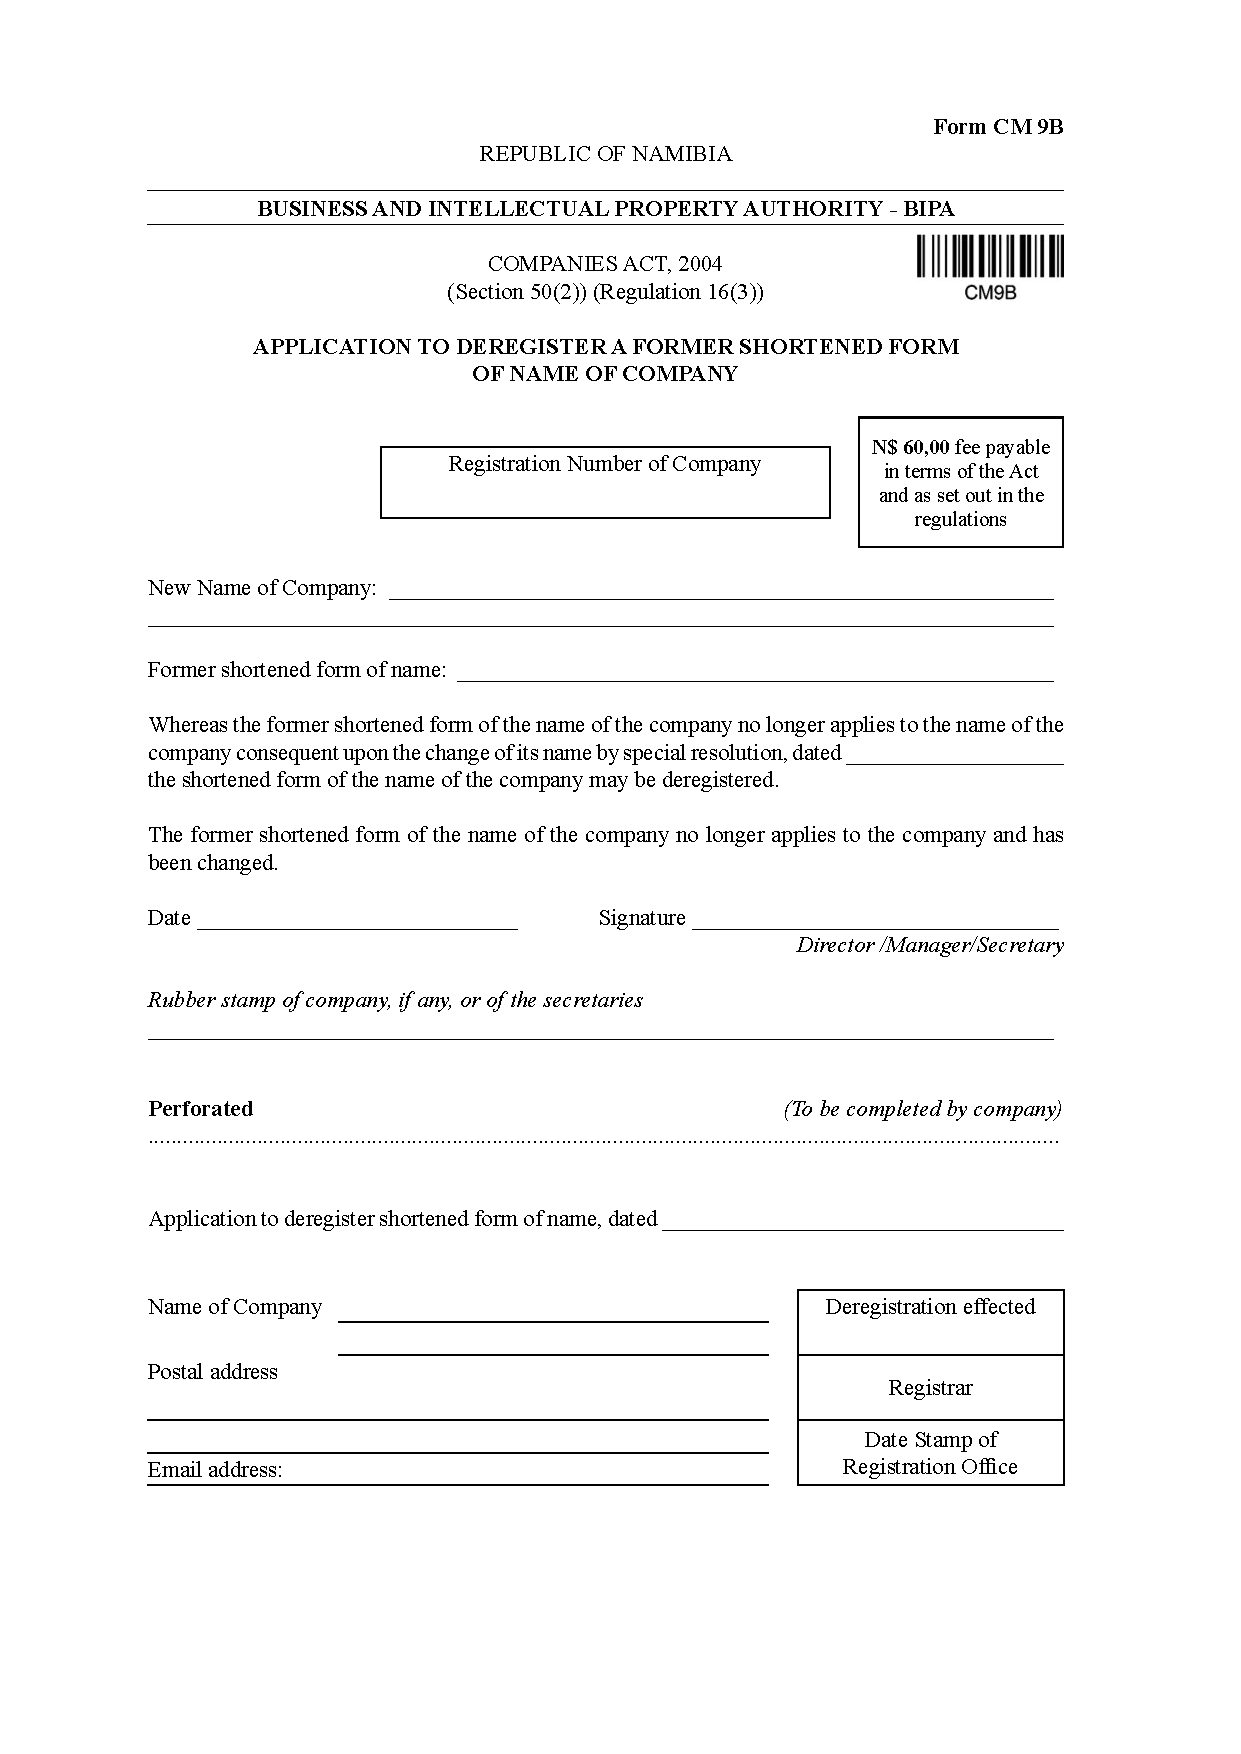 Form CM 9B
REPUBLIC OF NAMIBIA
BUSINESS AND INTELLECTUAL PROPERTY AUTHORITY - BIPA
COMPANIES ACT, 2004
(Section 50(2)) (Regulation 16(3))
CM9B
APPLICATION TO DEREGISTER A FORMER SHORTENED FORM
OF NAME OF COMPANY
Registration Number of Company
N$ 60,00 fee payable
in terms of the Act
and as set out in the
regulations
New Name of Company:
Former shortened form of name:
Whereas the former shortened form of the name of the company no longer applies to the name of the
company consequent upon the change of its name by special resolution, dated
the shortened form of the name of the company may be deregistered.
The former shortened form of the name of the company no longer applies to the company and has
been changed.
Date Signature
Director /Manager/Secretary
Rubber stamp of company, if any, or of the secretaries
Perforated (To be completed by company)
Application to deregister shortened form of name, dated
Name of Company
Postal address
Email address:
Deregistration effected
Registrar
Date Stamp of
Registration Office